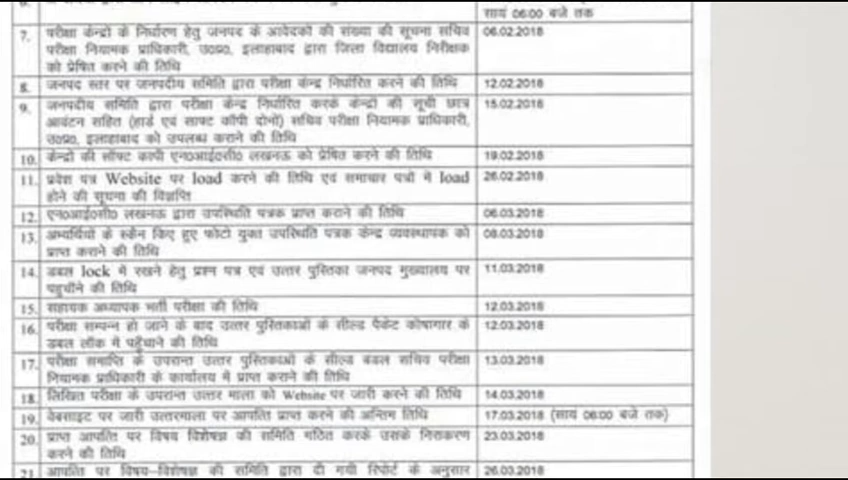 सायं 06:00 बजे तक
7. परीक्षा केन्द्रों के निर्धारण हेतु जनपद के आवेदकों की संख्या की सूचना सचिव 06.02.2018
परीक्षा नियामक प्राधिकारी, उ०प्र०, इलाहाबाद द्वारा जिला विद्यालय निरीक्षक
को प्रेषित करने की तिथि
8. जनपद स्तर पर जनपदीय समिति द्वारा परीक्षा केन्द्र निर्धारित करने की तिथि 12.02.2018
9. जनपदीय समिति द्वारा परीक्षा केन्द्र निर्धारित करके केन्द्रों की सूची छात्र 15.02.2018
आवंटन सहित (हार्ड एवं साफ्ट कॉपी दोनों) सचिव परीक्षा नियामक प्राधिकारी,
उ०प्र०, इलाहाबाद को उपलब्ध कराने की तिथि
10. केन्द्रों की सॉफ्ट कापी एन०आई०सी० लखनऊ को प्रेषित करने की तिथि 19.02.2018
11. प्रवेश पत्र Website पर load करने की तिथि एवं समाचार पत्रों में load 26.02.2018
होने की सूचना की विज्ञप्ति
12. एन०आई०सी० लखनऊ द्वारा उपस्थिति पत्रक प्राप्त कराने की तिथि 06.03.2018
13. अभ्यर्थियों के स्कैन किए हुए फोटो युक्त उपस्थिति पत्रक केन्द्र व्यवस्थापक को 08.03.2018
प्राप्त कराने की तिथि
14. डबल lock में रखने हेतु प्रश्न पत्र एवं उत्तर पुस्तिका जनपद मुख्यालय पर 11.03.2018
पहुचॉने की तिथि
15. सहायक अध्यापक भर्ती परीक्षा की तिथि 12.03.2018
16. परीक्षा सम्पन्न हो जाने के बाद उत्तर पुस्तिकाओं के सील्ड पैकेट कोषागार के 12.03.2018
डबल लॉक में पहुँचाने की तिथि
17. परीक्षा समाप्ति के उपरान्त उत्तर पुस्तिकाओं के सील्ड बंडल सचिव परीक्षा 13.03.2018
नियामक प्राधिकारी के कार्यालय में प्राप्त कराने की तिथि
18. लिखित परीक्षा के उपरान्त उत्तर माला को Website पर जारी करने की तिथि 14.03.2018
19. वेबसाइट पर जारी उत्तरमाला पर आपत्ति प्राप्त करने की अन्तिम तिथि 17.03.2018 (सायं 06:00 बजे तक)
20. प्राप्त आपत्ति पर विषय विशेषज्ञ की समिति गठित करके उसके निराकरण 23.03.2018
करने की तिथि
21 आपत्ति पर विषय–विशेषज्ञ की समिति द्वारा दी गयी रिपोर्ट के अनुसार 26.03.2018